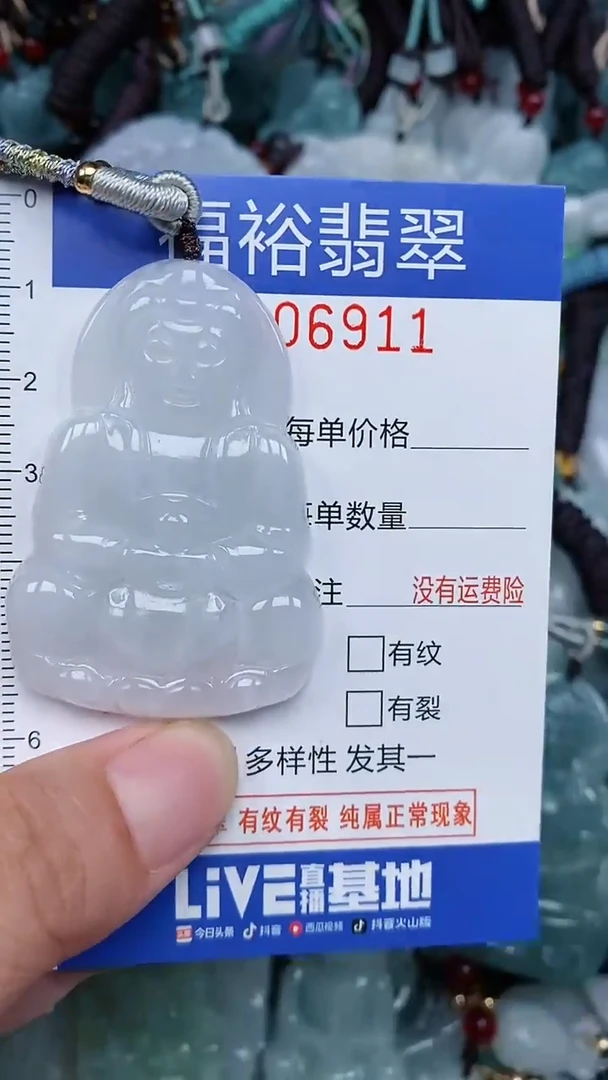 0
1
2
3
6
福裕翡翠
06911
每单价格
单数量
注 没有运费险
有纹
有裂
多样性 发其一
有纹有裂 纯属正常现象
LiVE直播基地
头条 今日头条 抖音 西瓜视频 抖音火山版